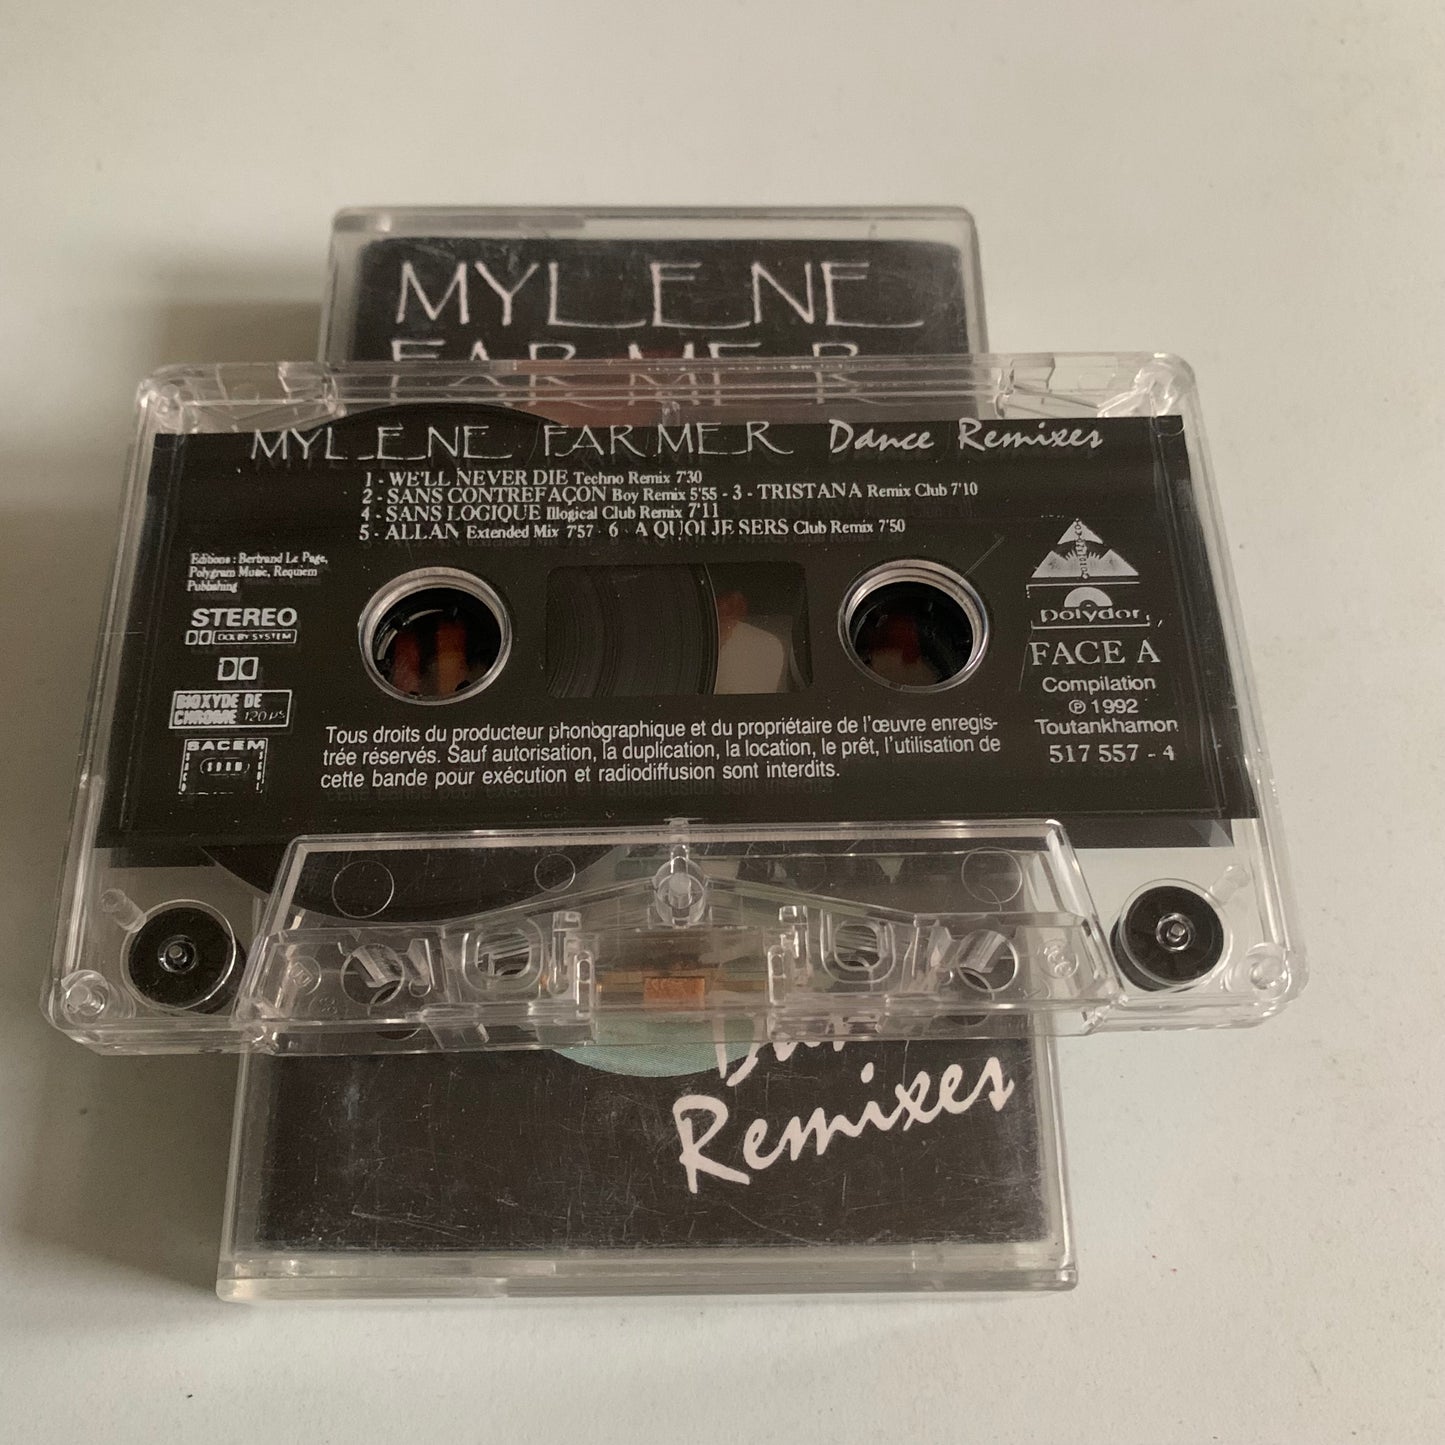 MYLENE
FARMER
MYLENE FARMER Dance Remixes
1 - WE'LL NEVER DIE Techno Remix 7'30
2 - SANS CONTREFAÇON Boy Remix 5'55 - 3 - TRISTANA Remix Club 7'10
4 - SANS LOGIQUE Illogical Club Remix 7'11
5 - ALLAN Extended Mix 7'57 - 6 - A QUOI JE SERS Club Remix 7'50
Editions : Bertrand Le Page,
Polygram Music, Requiem
Publishing
STEREO
DOLBY SYSTEM
BIOXYDE DE
CHROME 120 µs
SACEM
SDRM
polydor
FACE A
Compilation
℗ 1992
Toutankhamon
517 557 - 4
Tous droits du producteur phonographique et du propriétaire de l'œuvre enregis-
trée réservés. Sauf autorisation, la duplication, la location, le prêt, l'utilisation de
cette bande pour exécution et radiodiffusion sont interdits.
Remixes